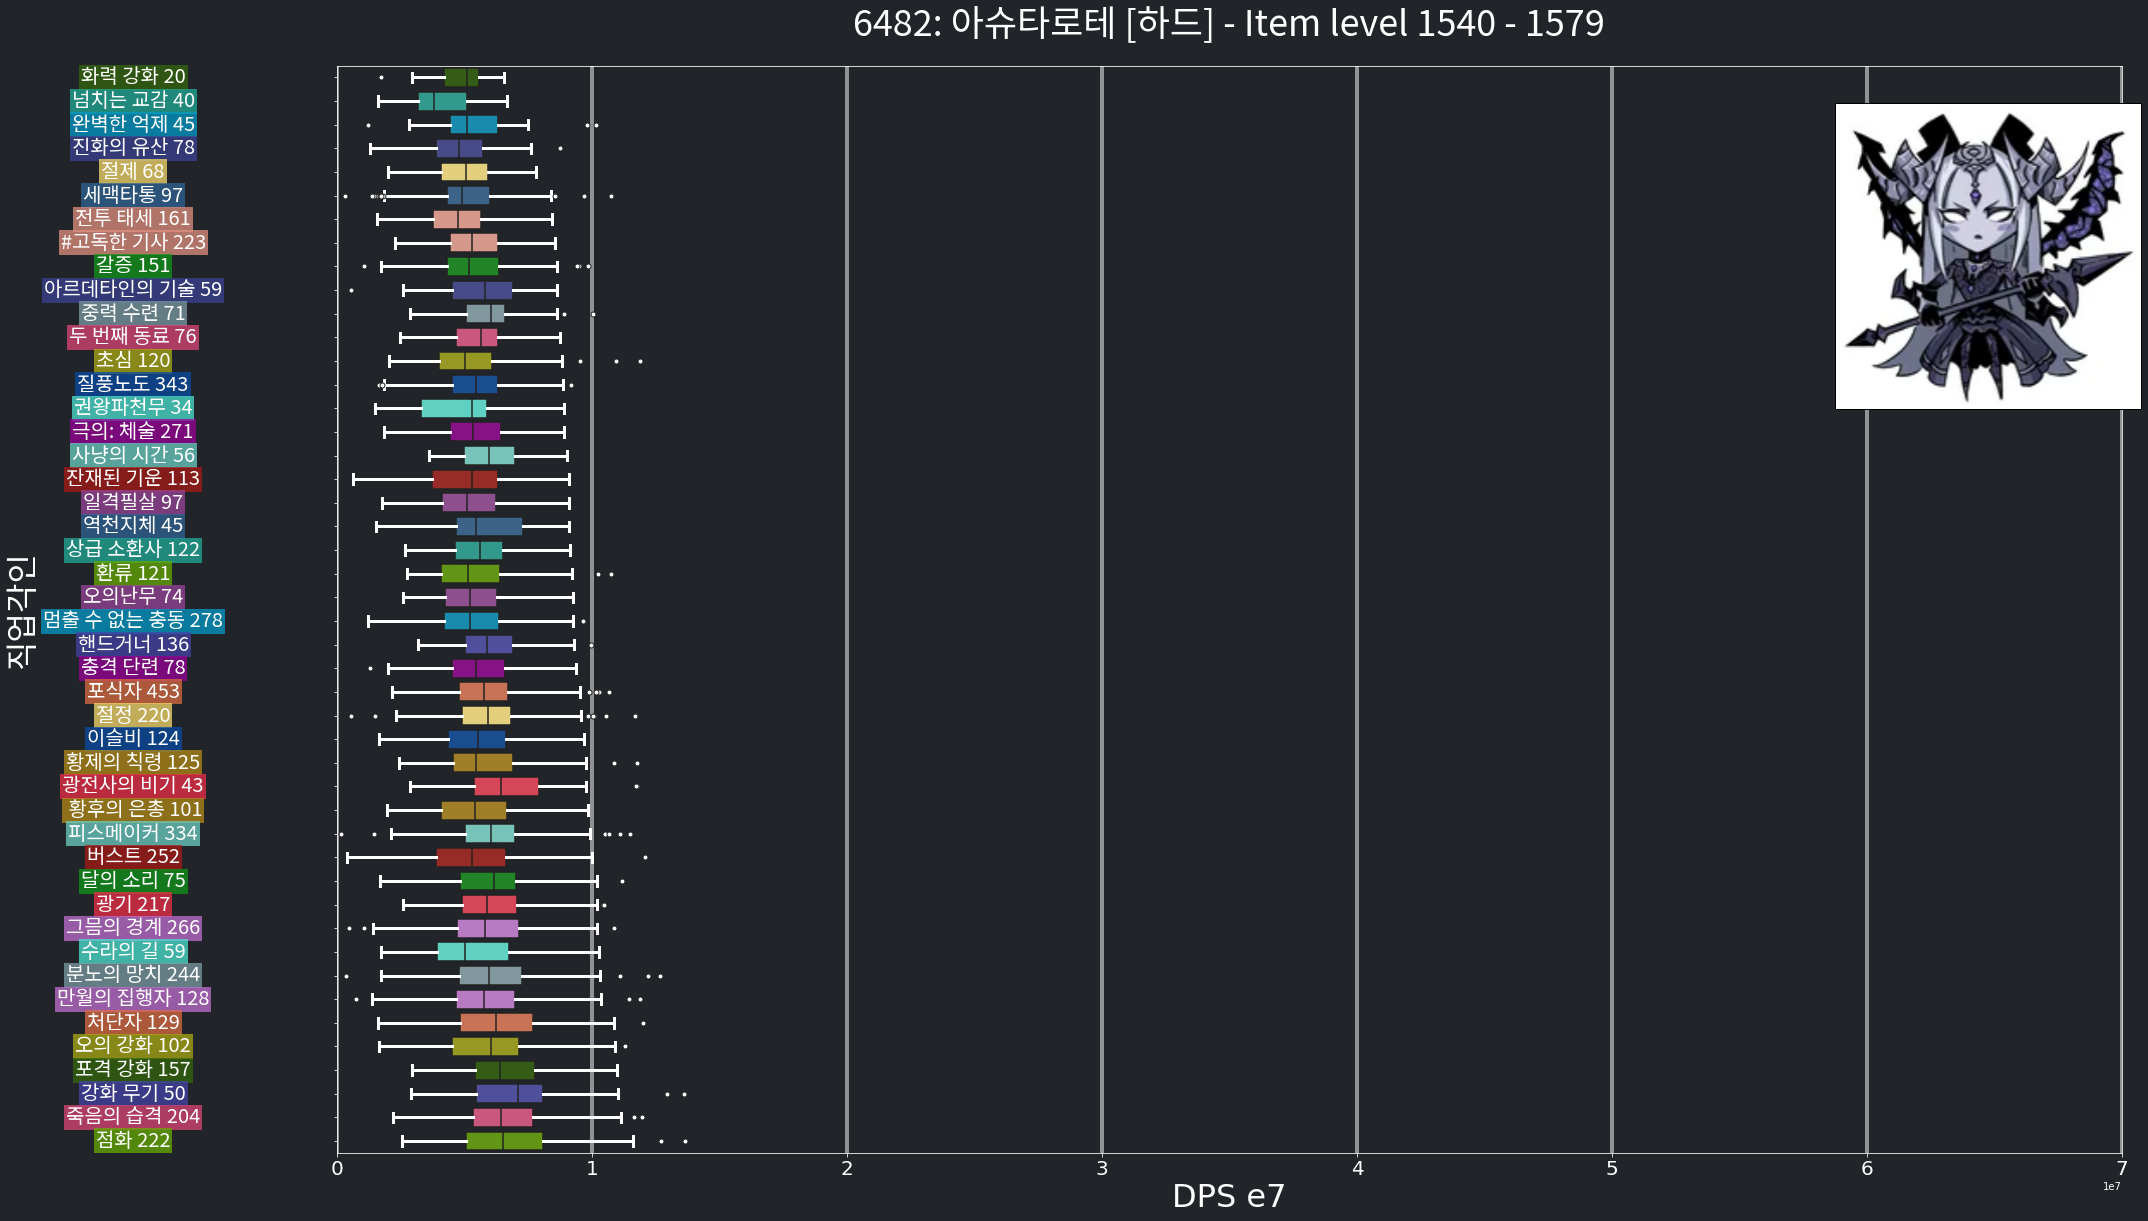 6482: 아슈타로테 [하드] - Item level 1540 - 1579
직업각인
화력 강화 20
넘치는 교감 40
완벽한 억제 45
진화의 유산 78
절제 68
세맥타통 97
전투 태세 161
#고독한 기사 223
갈증 151
아르데타인의 기술 59
중력 수련 71
두 번째 동료 76
초심 120
질풍노도 343
권왕파천무 34
극의: 체술 271
사냥의 시간 56
잔재된 기운 113
일격필살 97
역천지체 45
상급 소환사 122
환류 121
오의난무 74
멈출 수 없는 충동 278
핸드거너 136
충격 단련 78
포식자 453
절정 220
이슬비 124
황제의 칙령 125
광전사의 비기 43
황후의 은총 101
피스메이커 334
버스트 252
달의 소리 75
광기 217
그믐의 경계 266
수라의 길 59
분노의 망치 244
만월의 집행자 128
처단자 129
오의 강화 102
포격 강화 157
강화 무기 50
죽음의 습격 204
점화 222
0 1 2 3 4 5 6 7
1e7
DPS e7